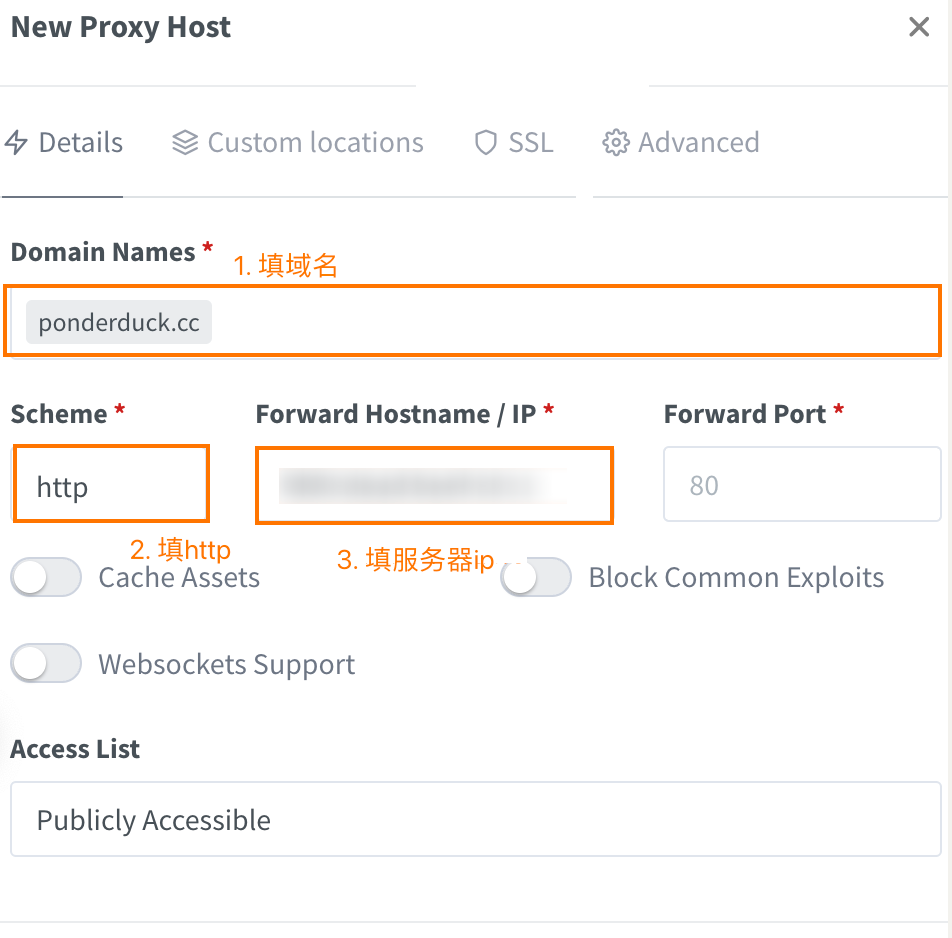 New Proxy Host
Details Custom locations SSL Advanced
Domain Names *
1. 填域名
ponderduck.cc
Scheme * Forward Hostname / IP * Forward Port *
http 80
2. 填http 3. 填服务器ip
Cache Assets Block Common Exploits
Websockets Support
Access List
Publicly Accessible